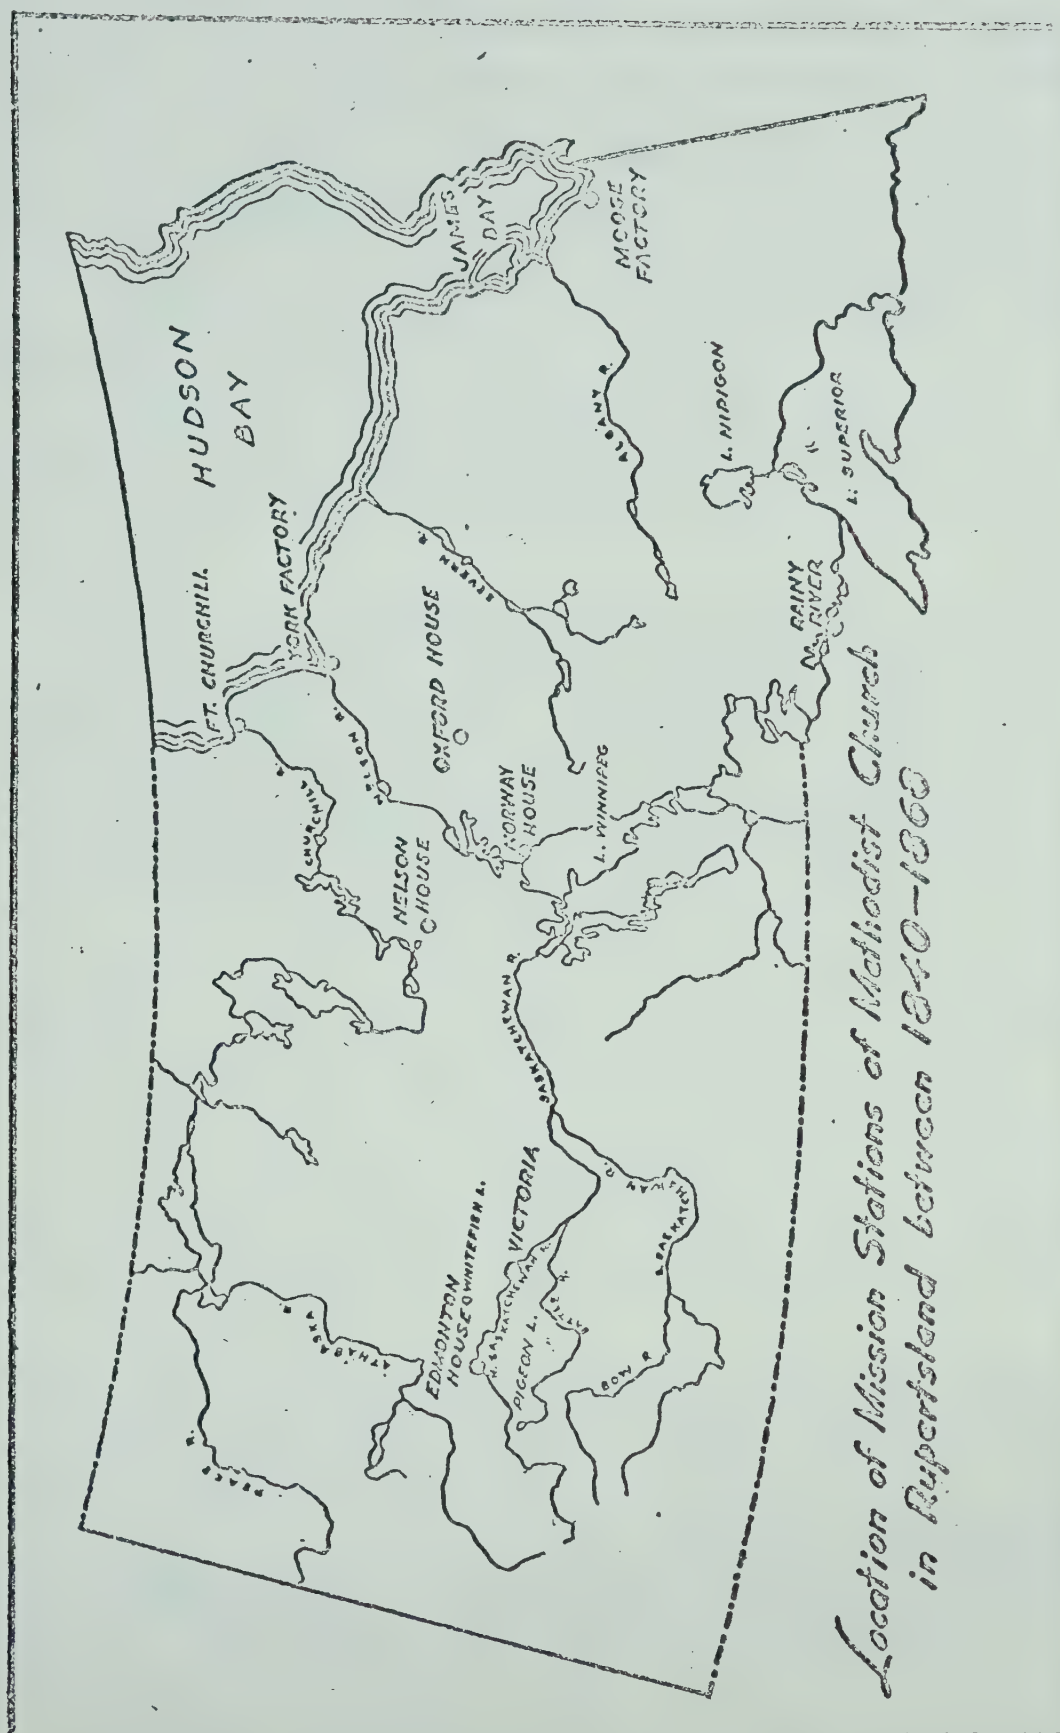 HUDSON
BAY
JAMES
BAY
FT. CHURCHILL
YORK FACTORY
MOOSE
FACTORY
CHURCHILL R.
NELSON R.
SEVERN R.
ALBANY R.
OXFORD HOUSE
NELSON
HOUSE
NORWAY
HOUSE
L. WINNIPEG
L. NIPIGON
L. SUPERIOR
RAINY
RIVER
PEACE R.
ATHABASKA R.
SASKATCHEWAN R.
EDMONTON
HOUSE
WHITEFISH L.
VICTORIA
N. SASKATCHEWAN R.
PIGEON L.
BATTLE R.
BOW R.
S. SASKATCHEWAN R.
Location of Mission Stations of Methodist Church
in Rupertsland between 1840-1868